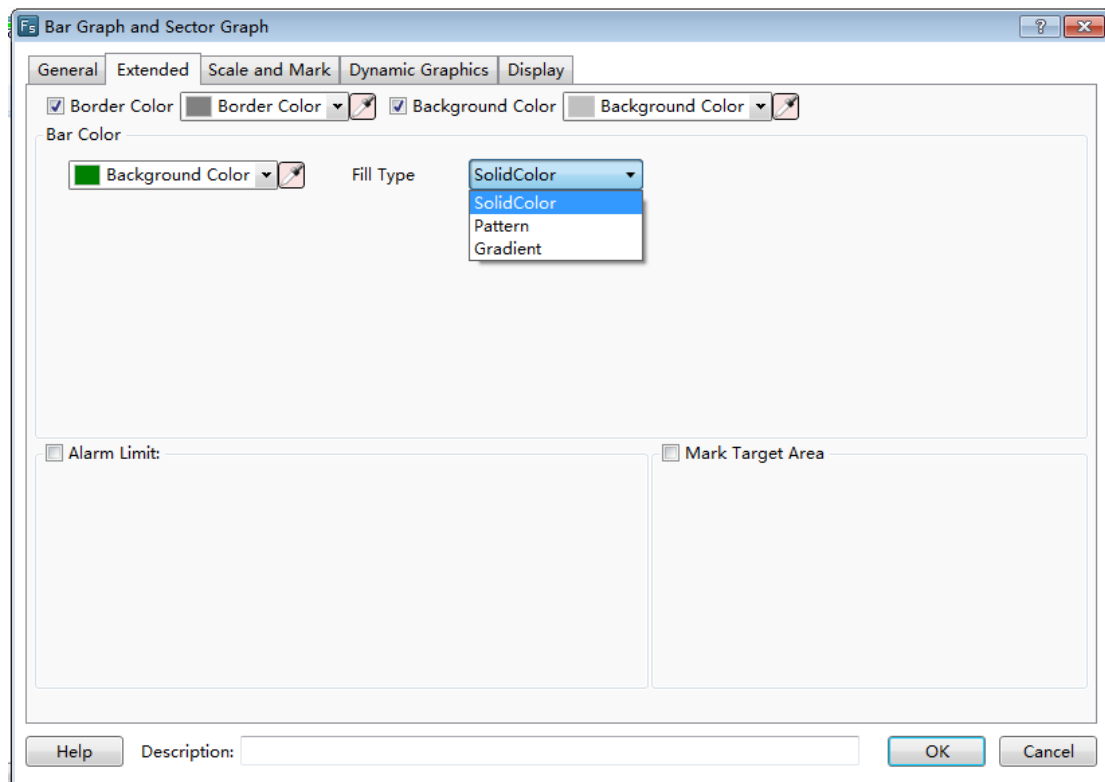 Fs Bar Graph and Sector Graph ?
General Extended Scale and Mark Dynamic Graphics Display
Border Color Border Color Background Color Background Color
Bar Color
Background Color Fill Type SolidColor
SolidColor
Pattern
Gradient
Alarm Limit: Mark Target Area
Help Description: OK Cancel